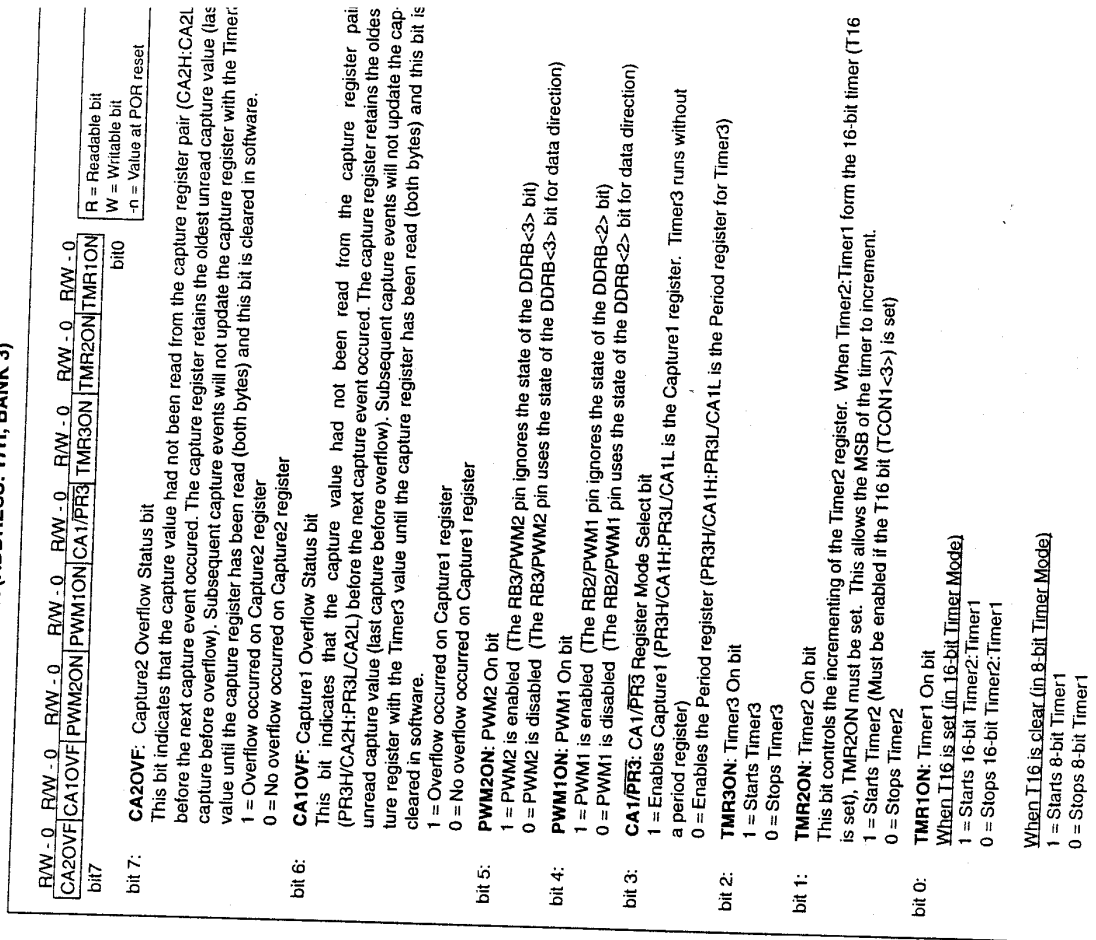 (ADDRESS: 17H, BANK 3)
R/W - 0 R/W - 0 R/W - 0 R/W - 0 R/W - 0 R/W - 0 R/W - 0 R/W - 0
CA2OVF CA1OVF PWM2ON PWM1ON CA1/PR3 TMR3ON TMR2ON TMR1ON
bit7 bit0
R = Readable bit
W = Writable bit
-n = Value at POR reset
bit 7: CA2OVF: Capture2 Overflow Status bit
This bit indicates that the capture value had not been read from the capture register pair (CA2H:CA2L
before the next capture event occured. The capture register retains the oldest unread capture value (las
capture before overflow). Subsequent capture events will not update the capture register with the Timer
value until the capture register has been read (both bytes) and this bit is cleared in software.
1 = Overflow occurred on Capture2 register
0 = No overflow occurred on Capture2 register
bit 6: CA1OVF: Capture1 Overflow Status bit
This bit indicates that the capture value had not been read from the capture register pai
(PR3H/CA2H:PR3L/CA2L) before the next capture event occured. The capture register retains the oldes
unread capture value (last capture before overflow). Subsequent capture events will not update the cap-
ture register with the Timer3 value until the capture register has been read (both bytes) and this bit is
cleared in software.
1 = Overflow occurred on Capture1 register
0 = No overflow occurred on Capture1 register
bit 5: PWM2ON: PWM2 On bit
1 = PWM2 is enabled (The RB3/PWM2 pin ignores the state of the DDRB<3> bit)
0 = PWM2 is disabled (The RB3/PWM2 pin uses the state of the DDRB<3> bit for data direction)
bit 4: PWM1ON: PWM1 On bit
1 = PWM1 is enabled (The RB2/PWM1 pin ignores the state of the DDRB<2> bit)
0 = PWM1 is disabled (The RB2/PWM1 pin uses the state of the DDRB<2> bit for data direction)
bit 3: CA1/PR3: CA1/PR3 Register Mode Select bit
1 = Enables Capture1 (PR3H/CA1H:PR3L/CA1L is the Capture1 register. Timer3 runs without
a period register)
0 = Enables the Period register (PR3H/CA1H:PR3L/CA1L is the Period register for Timer3)
bit 2: TMR3ON: Timer3 On bit
1 = Starts Timer3
0 = Stops Timer3
bit 1: TMR2ON: Timer2 On bit
This bit controls the incrementing of the Timer2 register. When Timer2:Timer1 form the 16-bit timer (T16
is set), TMR2ON must be set. This allows the MSB of the timer to increment.
1 = Starts Timer2 (Must be enabled if the T16 bit (TCON1<3>) is set)
0 = Stops Timer2
bit 0: TMR1ON: Timer1 On bit
When T16 is set (in 16-bit Timer Mode)
1 = Starts 16-bit Timer2:Timer1
0 = Stops 16-bit Timer2:Timer1
When T16 is clear (in 8-bit Timer Mode)
1 = Starts 8-bit Timer1
0 = Stops 8-bit Timer1